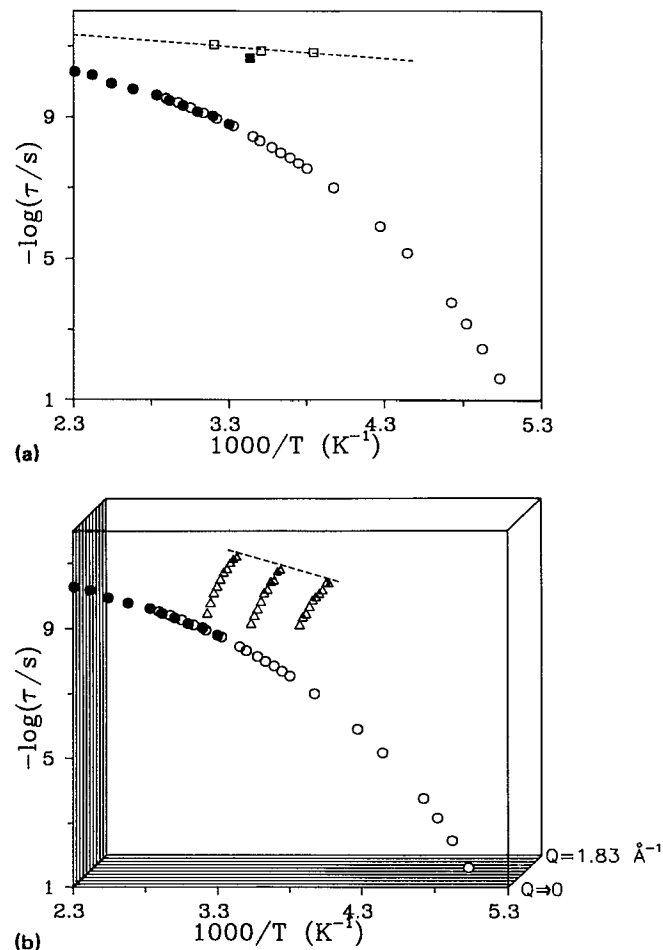 9
5
1
-log(τ/s)
2.3 3.3 4.3 5.3
1000/T (K⁻¹)
(a)
9
5
1
-log(τ/s)
Q=1.83 Å⁻¹
Q→0
2.3 3.3 4.3 5.3
1000/T (K⁻¹)
(b)